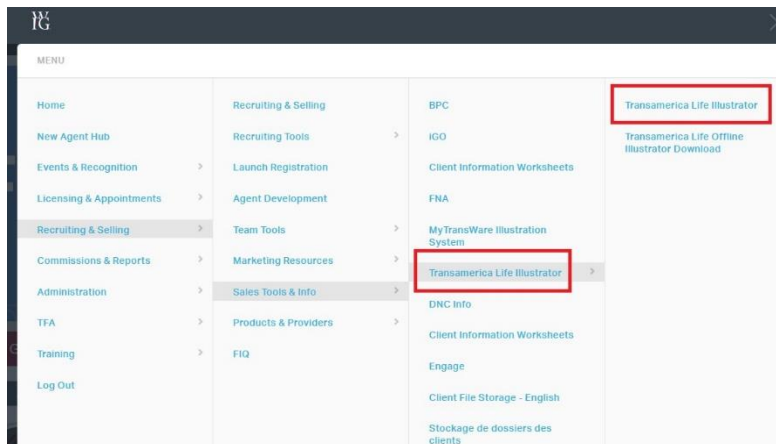 WFG
MENU
Home
New Agent Hub
Events & Recognition
Licensing & Appointments
Recruiting & Selling
Commissions & Reports
Administration
TFA
Training
Log Out
Recruiting & Selling
Recruiting Tools
Launch Registration
Agent Development
Team Tools
Marketing Resources
Sales Tools & Info
Products & Providers
FIQ
BPC
iGO
Client Information Worksheets
FNA
MyTransWare Illustration
System
Transamerica Life Illustrator
DNC Info
Client Information Worksheets
Engage
Client File Storage - English
Stockage de dossiers des
clients
Transamerica Life Illustrator
Transamerica Life Offline
Illustrator Download